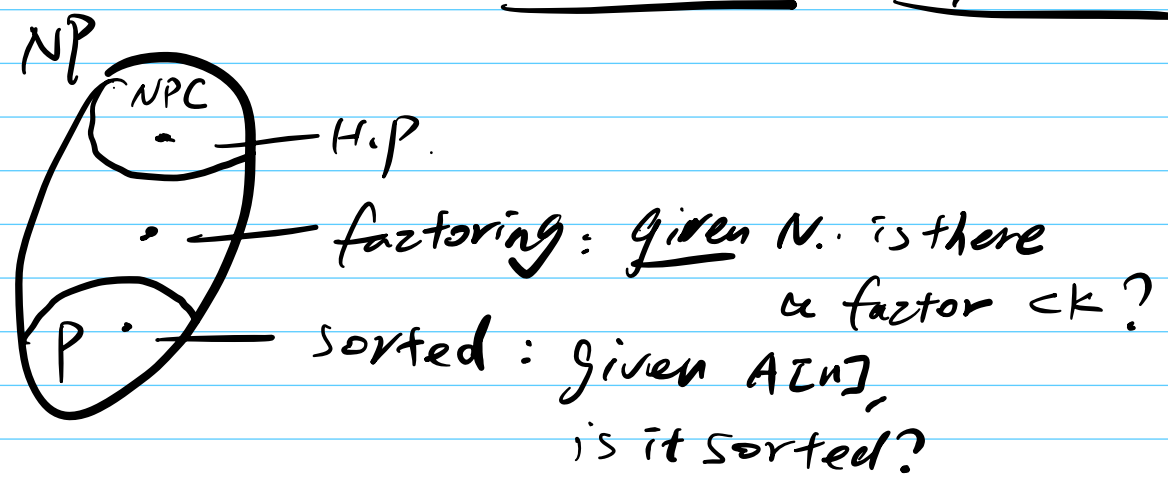 NP
NPC
H.P.
factoring: given N.. is there
a factor <k?
P
sorted: given A[n],
is it sorted?